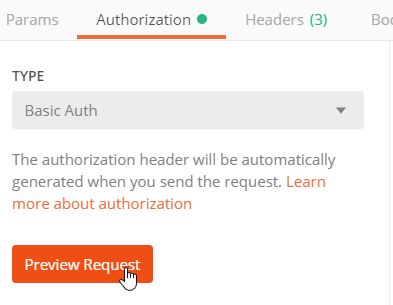 Params Authorization Headers (3)
TYPE
Basic Auth
The authorization header will be automatically
generated when you send the request. Learn
more about authorization
Preview Request